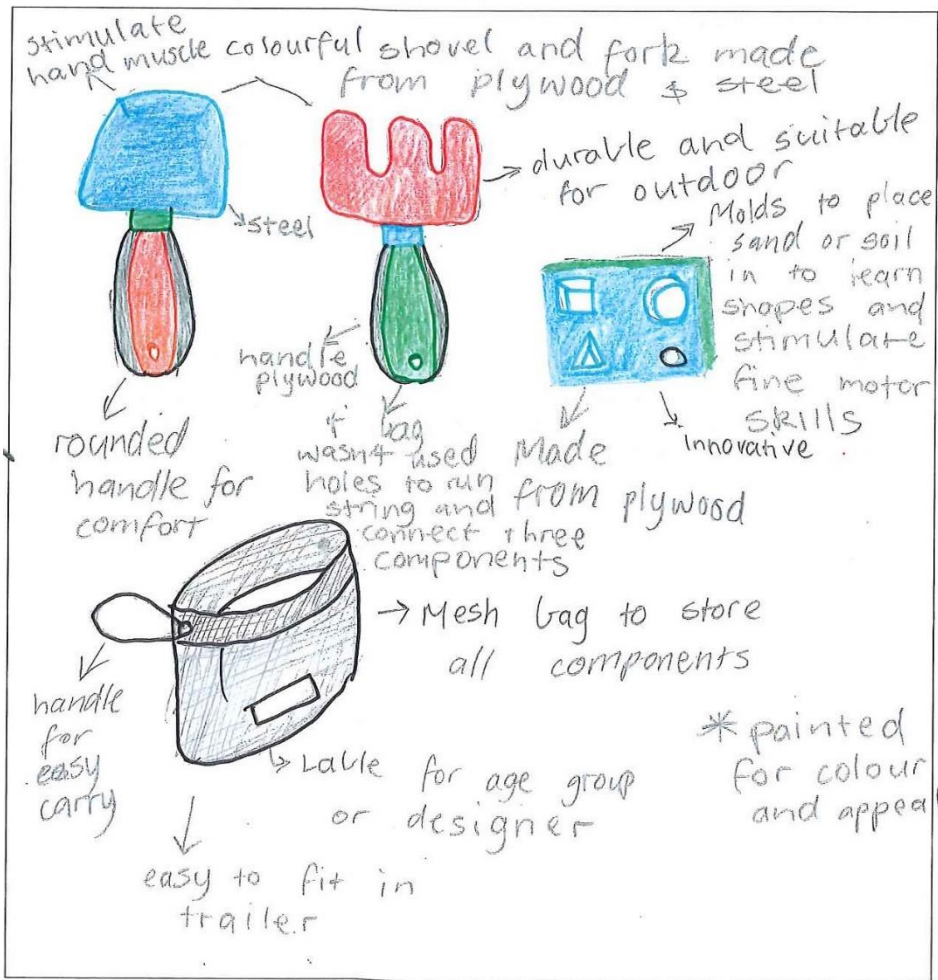 stimulate
hand muscle
colourful shovel and fork made
from plywood & steel
steel
durable and suitable
for outdoor
Molds to place
sand or soil
in to learn
shapes and
stimulate
fine motor
skills
Innovative
handle
plywood
rounded
handle for
comfort
if bag
wasn't used
holes to run
string and
connect three
components
Made
from plywood
Mesh bag to store
all components
handle
for
easy
carry
Lable for age group
or designer
* painted
for colour
and appeal
easy to fit in
trailer